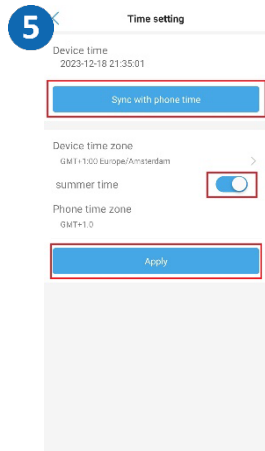 5
Time setting
Device time
2023-12-18 21:35:01
Sync with phone time
Device time zone
GMT+1:00 Europe/Amsterdam
summer time
Phone time zone
GMT+1.0
Apply